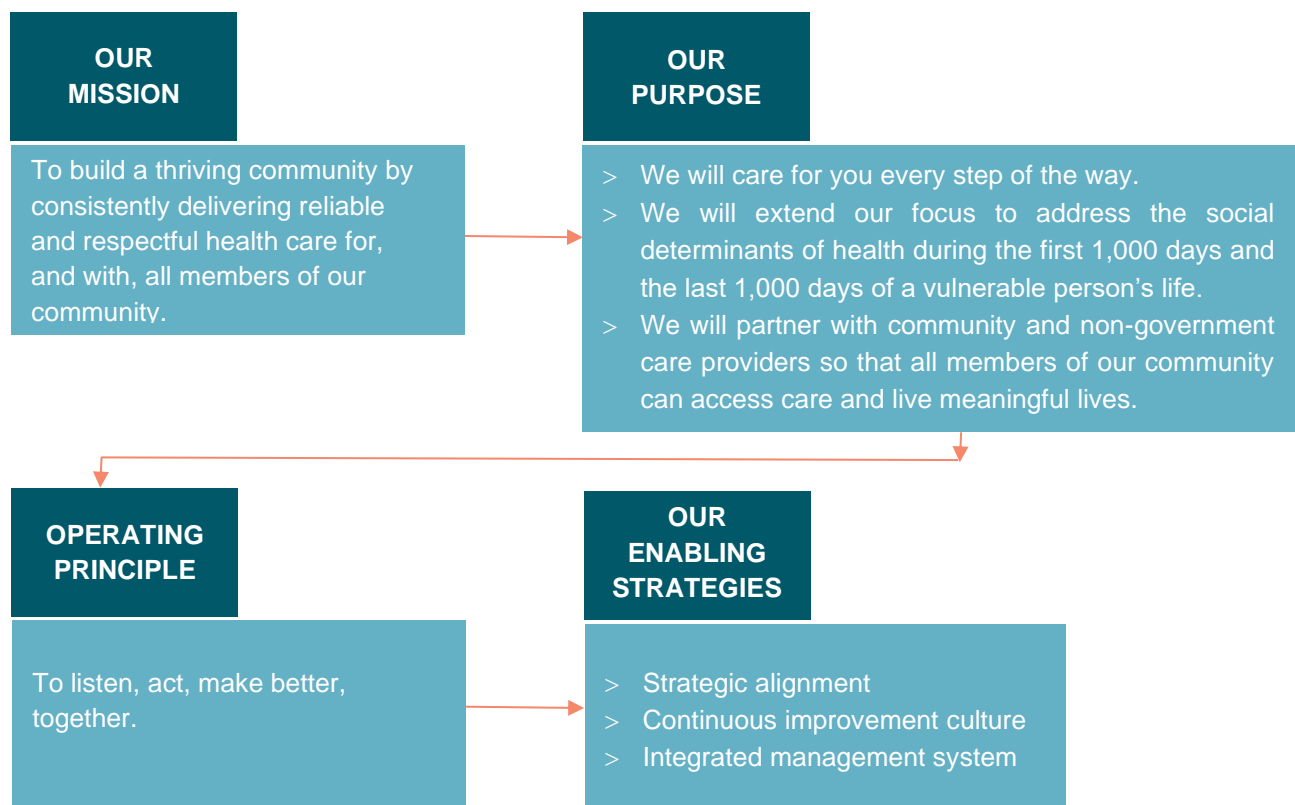 OUR
MISSION
To build a thriving community by
consistently delivering reliable
and respectful health care for,
and with, all members of our
community.
OUR
PURPOSE
> We will care for you every step of the way.
> We will extend our focus to address the social
determinants of health during the first 1,000 days and
the last 1,000 days of a vulnerable person's life.
> We will partner with community and non-government
care providers so that all members of our community
can access care and live meaningful lives.
OPERATING
PRINCIPLE
To listen, act, make better,
together.
OUR
ENABLING
STRATEGIES
> Strategic alignment
> Continuous improvement culture
> Integrated management system